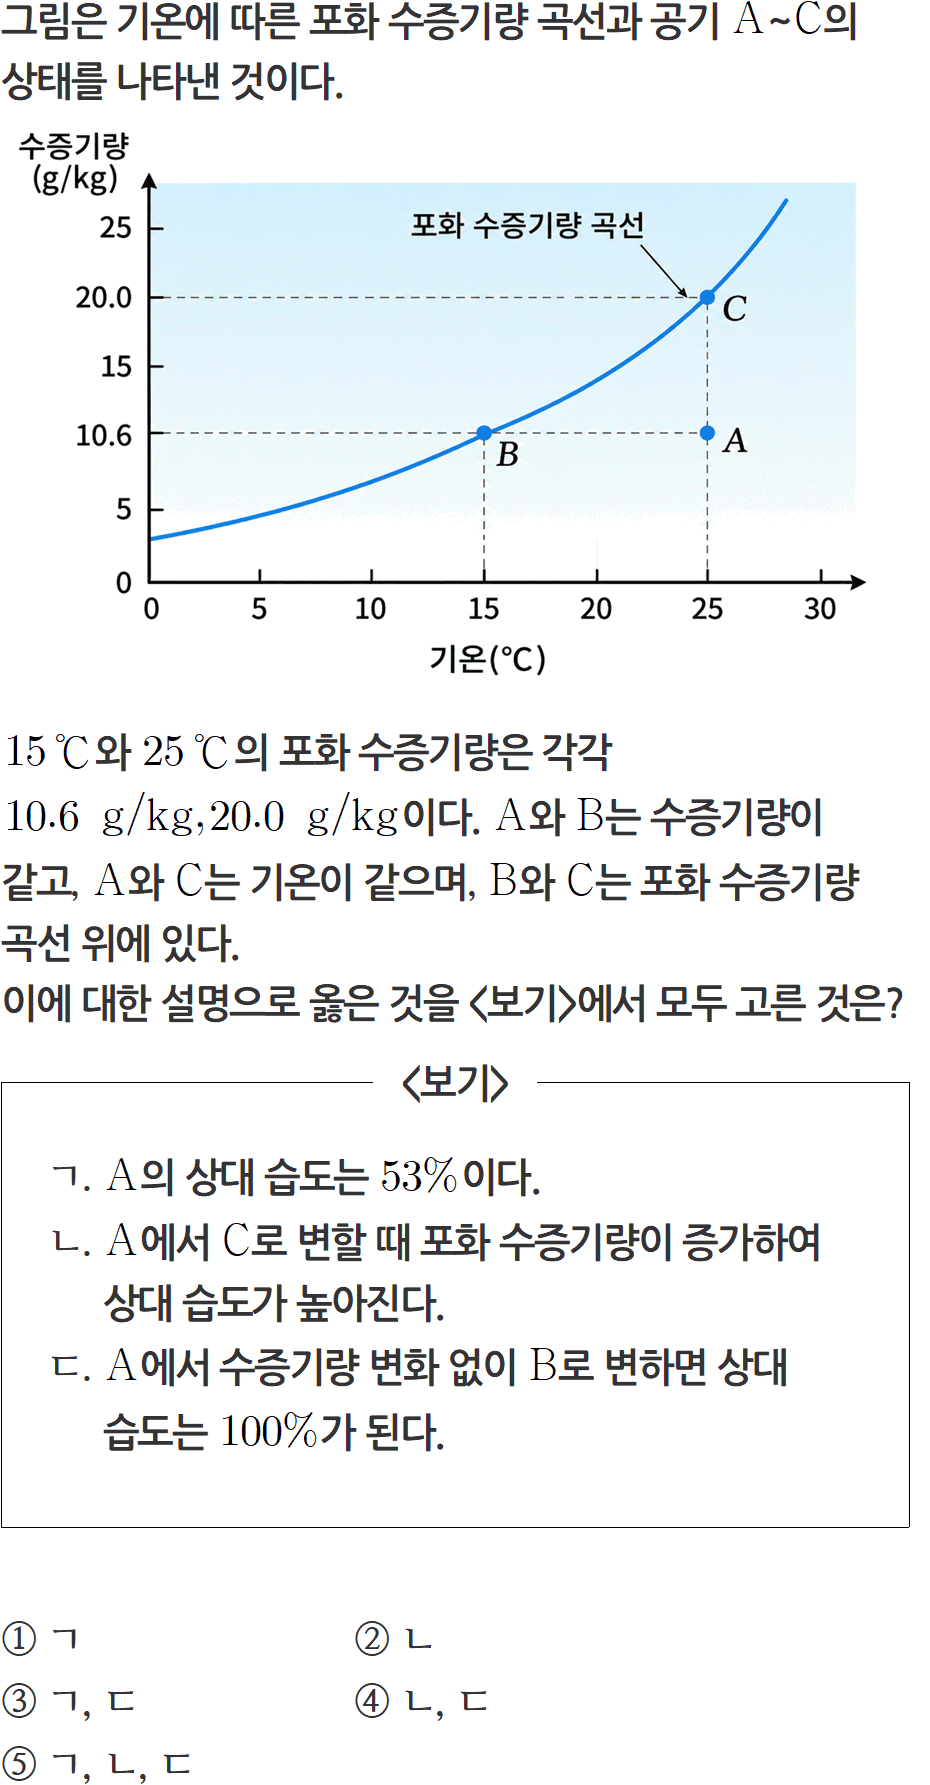 그림은 기온에 따른 포화 수증기량 곡선과 공기 A~C의
상태를 나타낸 것이다.
수증기량
(g/kg)
25
포화 수증기량 곡선
20.0
C
15
10.6
B
A
5
0
0 5 10 15 20 25 30
기온(℃)
15 ℃와 25 ℃의 포화 수증기량은 각각
10.6 g/kg, 20.0 g/kg이다. A와 B는 수증기량이
같고, A와 C는 기온이 같으며, B와 C는 포화 수증기량
곡선 위에 있다.
이에 대한 설명으로 옳은 것을 <보기>에서 모두 고른 것은?
<보기>
ㄱ. A의 상대 습도는 53%이다.
ㄴ. A에서 C로 변할 때 포화 수증기량이 증가하여
상대 습도가 높아진다.
ㄷ. A에서 수증기량 변화 없이 B로 변하면 상대
습도는 100%가 된다.
① ㄱ ② ㄴ
③ ㄱ, ㄷ ④ ㄴ, ㄷ
⑤ ㄱ, ㄴ, ㄷ